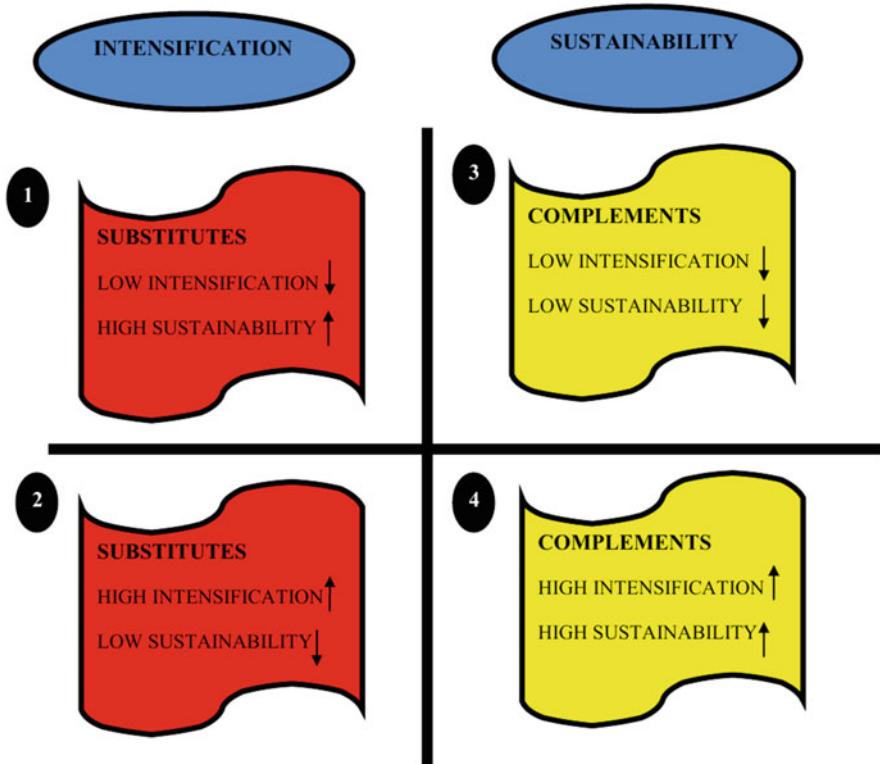 INTENSIFICATION
SUSTAINABILITY
1
SUBSTITUTES
LOW INTENSIFICATION
HIGH SUSTAINABILITY
3
COMPLEMENTS
LOW INTENSIFICATION
LOW SUSTAINABILITY
2
SUBSTITUTES
HIGH INTENSIFICATION
LOW SUSTAINABILITY
4
COMPLEMENTS
HIGH INTENSIFICATION
HIGH SUSTAINABILITY